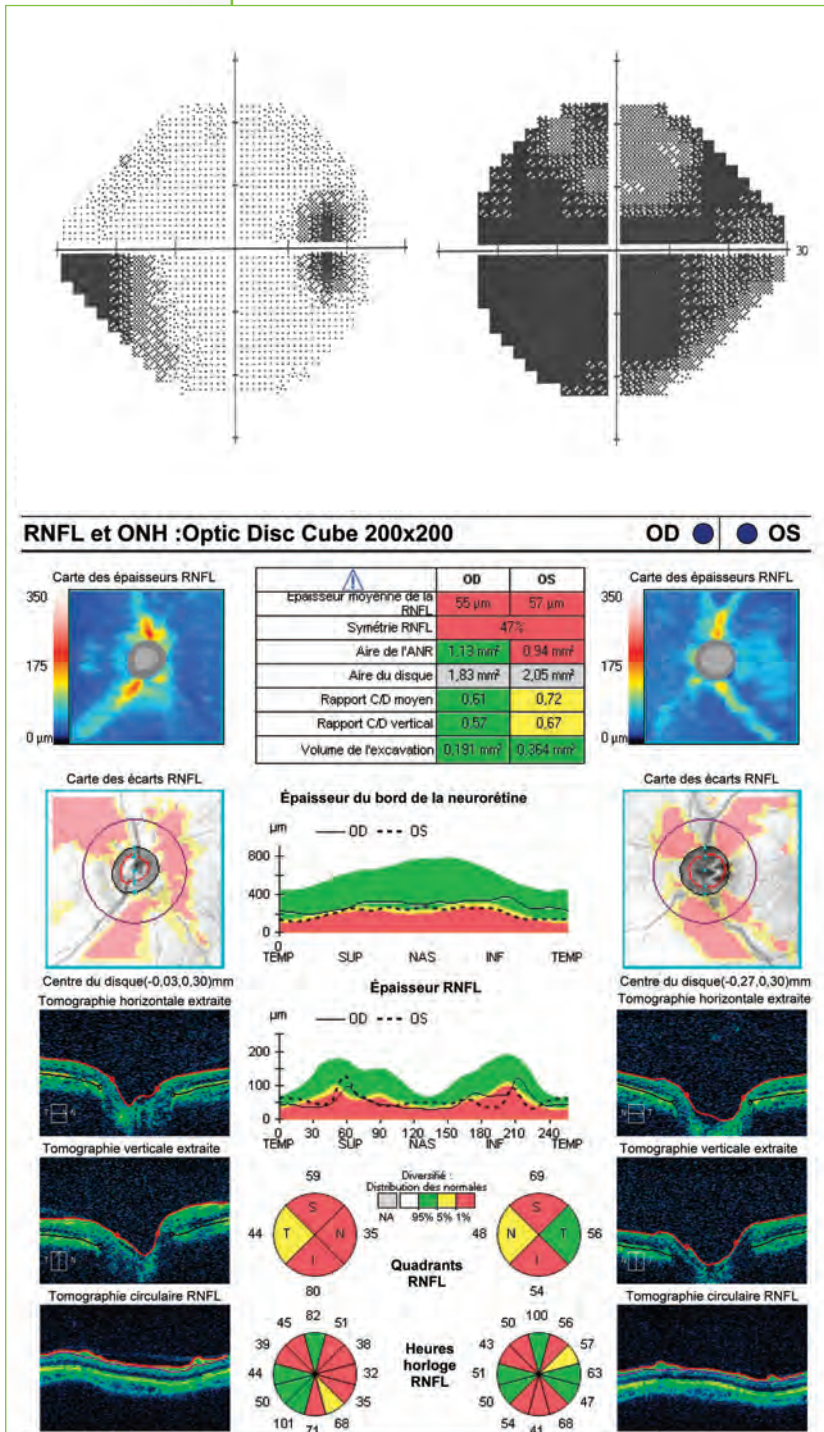 30
RNFL et ONH :Optic Disc Cube 200x200
OD OS
Carte des épaisseurs RNFL
350
175
0 µm
OD OS
Epaisseur moyenne de la RNFL 55 µm 57 µm
Symétrie RNFL 47%
Aire de l'ANR 1,13 mm² 0,94 mm²
Aire du disque 1,83 mm² 2,05 mm²
Rapport C/D moyen 0,61 0,72
Rapport C/D vertical 0,57 0,67
Volume de l'excavation 0,191 mm³ 0,364 mm³
Carte des épaisseurs RNFL
350
175
0 µm
Carte des écarts RNFL
Centre du disque(-0,03,0,30)mm
Épaisseur du bord de la neurorétine
µm OD OS
800
400
0
0
TEMP SUP NAS INF TEMP
Carte des écarts RNFL
Centre du disque(-0,27,0,30)mm
Tomographie horizontale extraite
T N
Épaisseur RNFL
µm OD OS
200
100
0
0 30 60 90 120 150 180 210 240
TEMP SUP NAS INF TEMP
Tomographie horizontale extraite
N T
Tomographie verticale extraite
Diversifié :
Distribution des normales
NA 95% 5% 1%
59
44 S T N I 35
80
Quadrants
RNFL
69
48 S N T I 56
54
Tomographie verticale extraite
Tomographie circulaire RNFL
Heures
horloge
RNFL
82
45 51
39 38
44 32
50 35
101 68
71
100
50 56
43 57
51 63
50 47
54 68
41
Tomographie circulaire RNFL